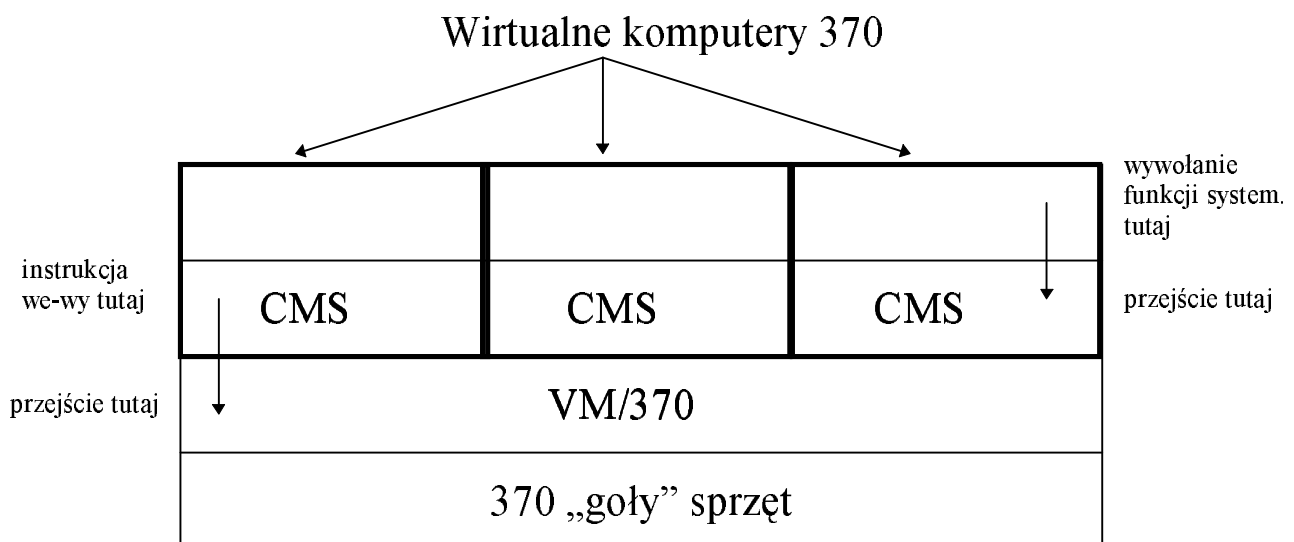 Wirtualne komputery 370
wywołanie
funkcji system.
tutaj
instrukcja
we-wy tutaj
CMS
CMS
CMS
przejście tutaj
przejście tutaj
VM/370
370 „goły” sprzęt